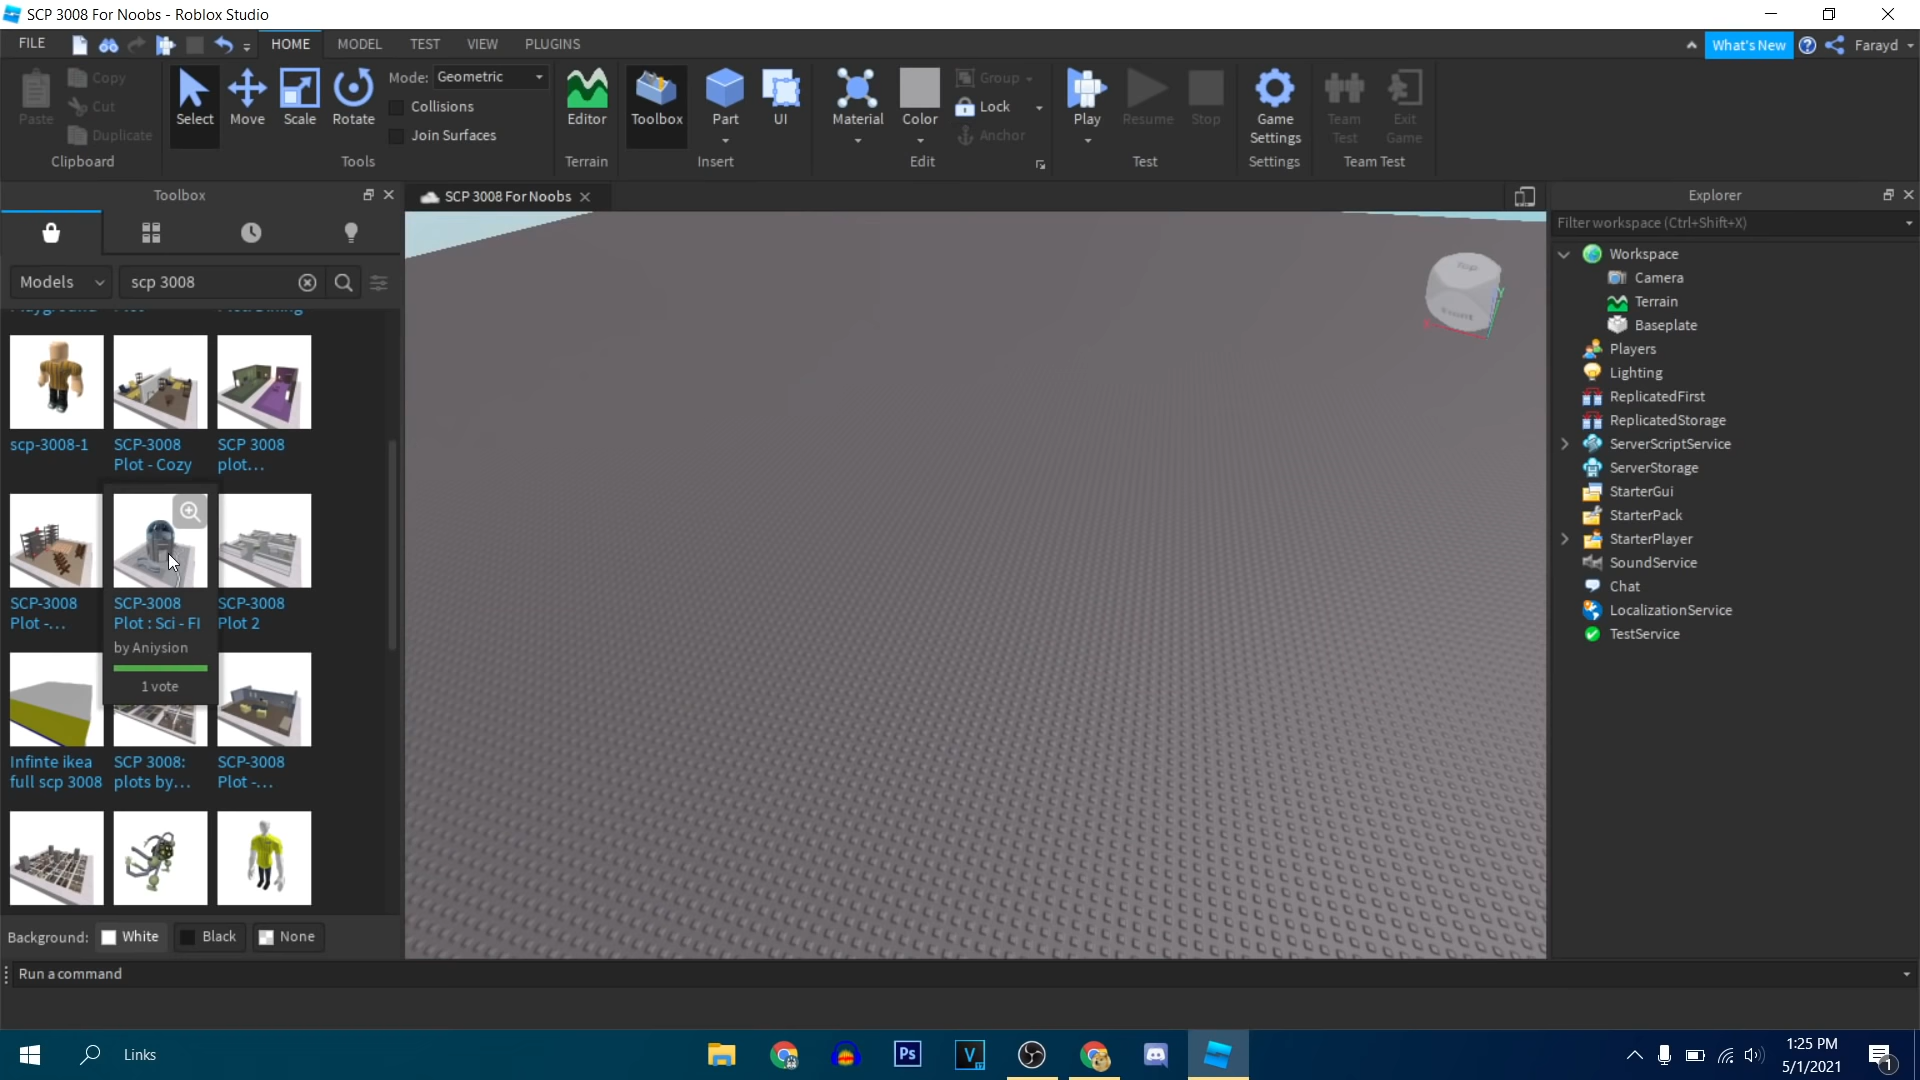 SCP 3008 For Noobs - Roblox Studio
FILE
HOME
MODEL
TEST
VIEW
PLUGINS
What's New
Farayd
Paste
Copy
Cut
Duplicate
Clipboard
Select
Move
Scale
Rotate
Mode: Geometric
Collisions
Join Surfaces
Tools
Editor
Terrain
Toolbox
Part
UI
Insert
Material
Color
Group
Lock
Anchor
Edit
Play
Resume
Stop
Test
Game
Settings
Settings
Team
Test
Exit
Game
Team Test
Toolbox
SCP 3008 For Noobs
Explorer
Models
scp 3008
Filter workspace (Ctrl+Shift+X)
Workspace
Camera
Terrain
Baseplate
Players
Lighting
ReplicatedFirst
ReplicatedStorage
ServerScriptService
ServerStorage
StarterGui
StarterPack
StarterPlayer
SoundService
Chat
LocalizationService
TestService
scp-3008-1
SCP-3008
Plot - Cozy
SCP 3008
plot...
SCP-3008
Plot -...
SCP-3008
Plot : Sci - FI
by Aniysion
1 vote
SCP-3008
Plot 2
Infinte ikea
full scp 3008
SCP 3008:
plots by...
SCP-3008
Plot -...
Background:
White
Black
None
Run a command
Links
Ps
V
1:25 PM
5/1/2021
1